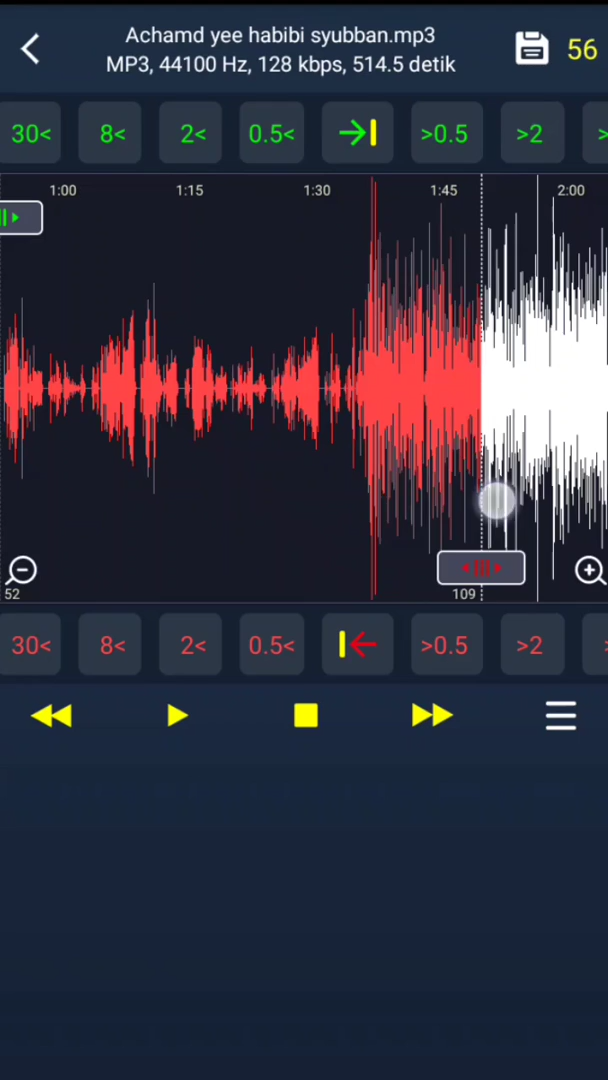 Achamd yee habibi syubban.mp3
MP3, 44100 Hz, 128 kbps, 514.5 detik
56
30< 8< 2< 0.5< >0.5 >2 >
1:00 1:15 1:30 1:45 2:00
52 109
30< 8< 2< 0.5< >0.5 >2 >